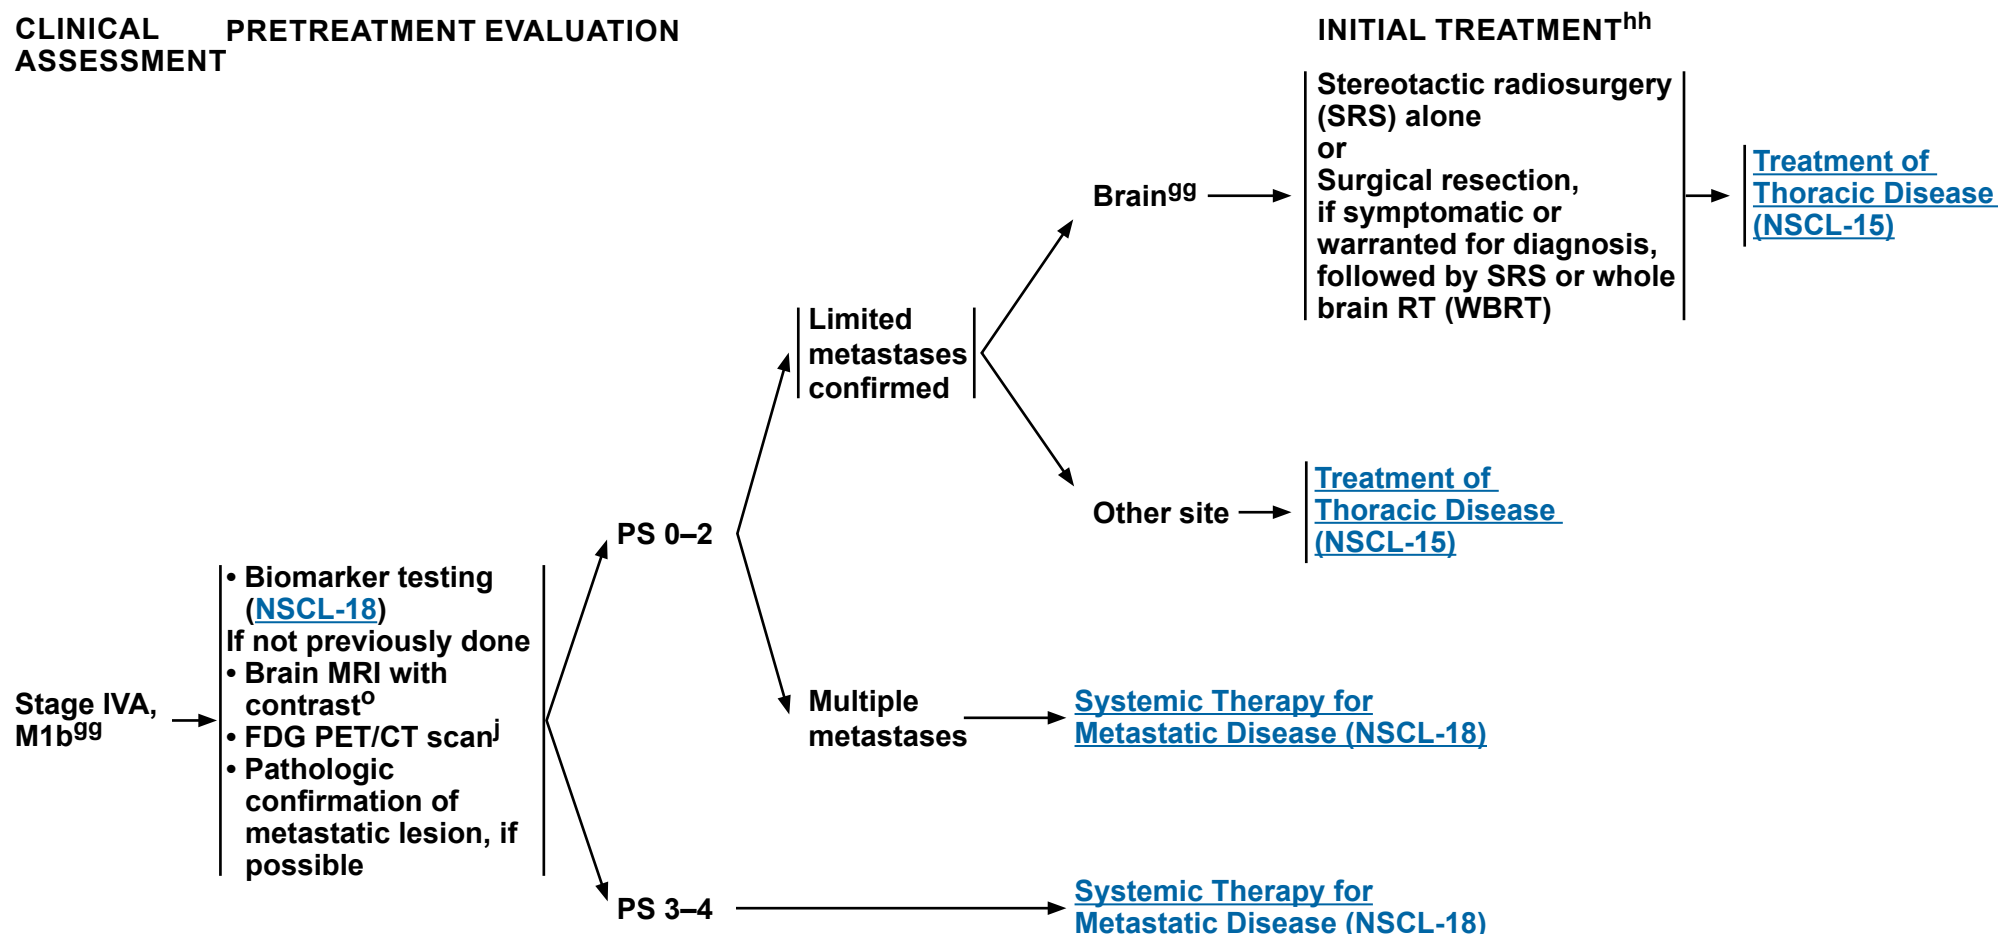 CLINICAL
ASSESSMENT
PRETREATMENT EVALUATION
INITIAL TREATMENThh
Stage IVA,
M1bgg
• Biomarker testing
(NSCL-18)
If not previously done
• Brain MRI with
contrasto
• FDG PET/CT scanj
• Pathologic
confirmation of
metastatic lesion, if
possible
PS 0–2
Limited
metastases
confirmed
Braingg
Stereotactic radiosurgery
(SRS) alone
or
Surgical resection,
if symptomatic or
warranted for diagnosis,
followed by SRS or whole
brain RT (WBRT)
Treatment of
Thoracic Disease
(NSCL-15)
Other site
Treatment of
Thoracic Disease
(NSCL-15)
Multiple
metastases
Systemic Therapy for
Metastatic Disease (NSCL-18)
PS 3–4
Systemic Therapy for
Metastatic Disease (NSCL-18)